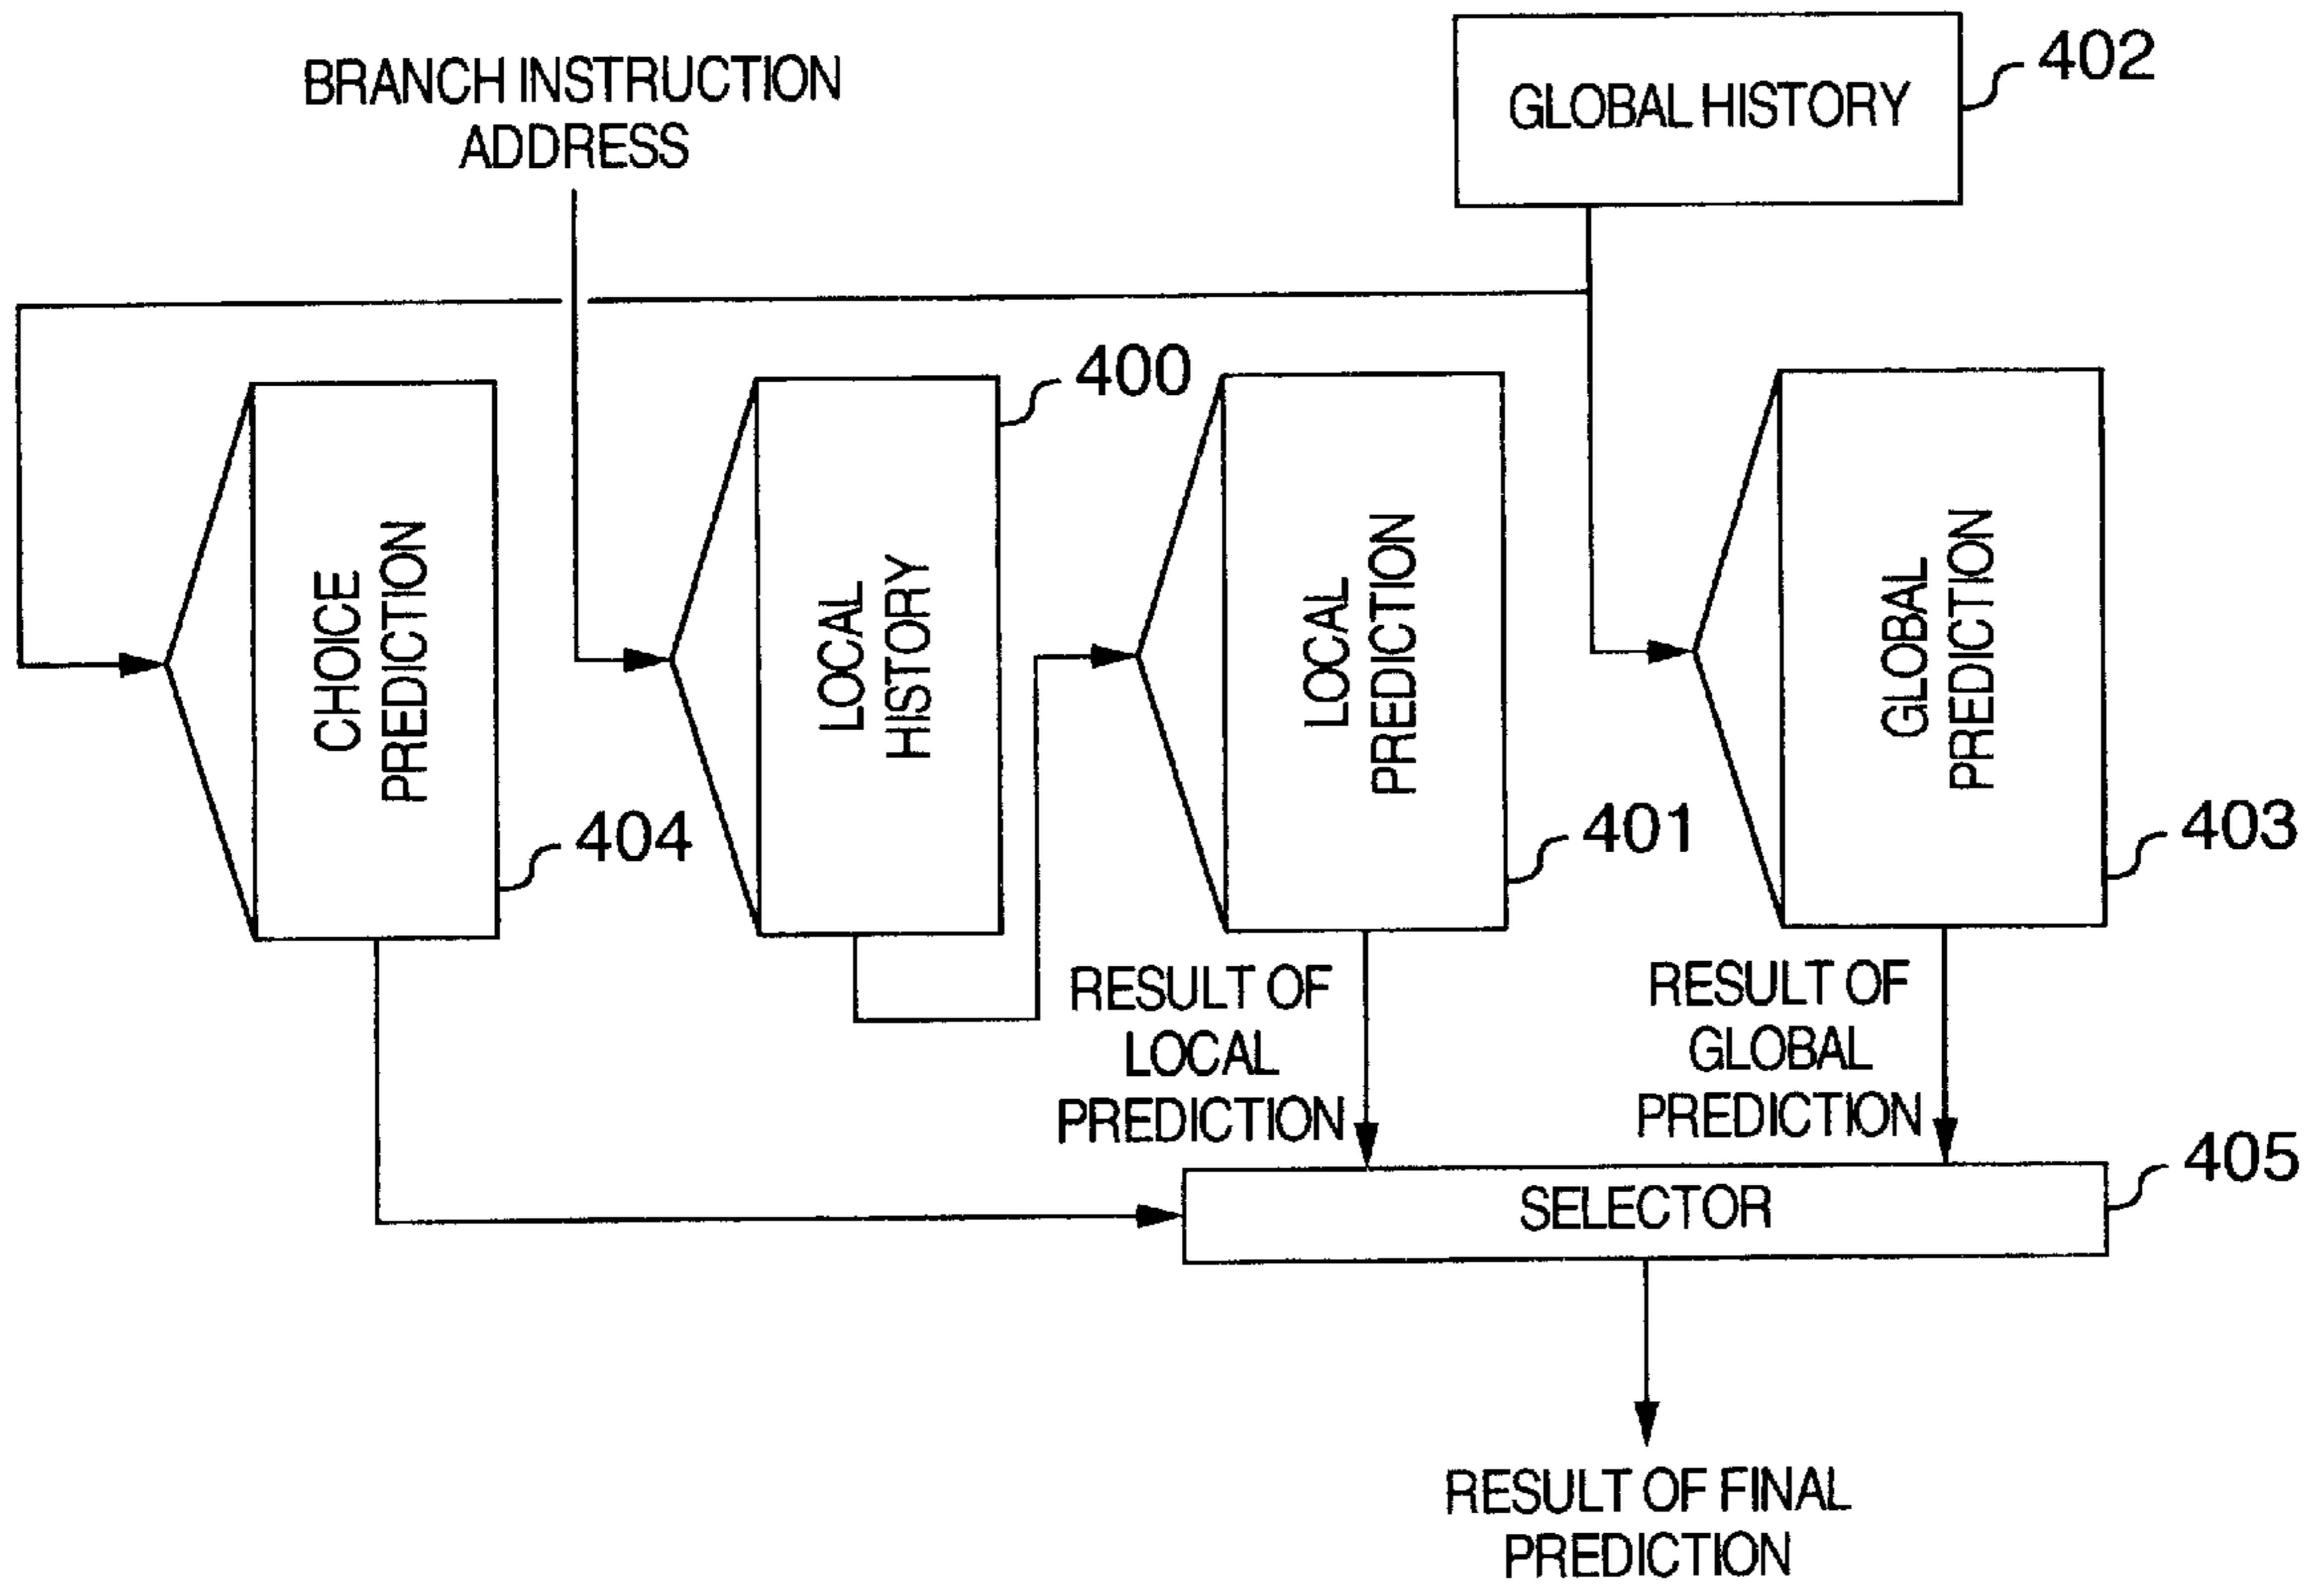 BRANCH INSTRUCTION
ADDRESS
GLOBAL HISTORY
402
400
CHOICE
PREDICTION
404
LOCAL
HISTORY
LOCAL
PREDICTION
401
GLOBAL
PREDICTION
403
RESULT OF
LOCAL
PREDICTION
RESULT OF
GLOBAL
PREDICTION
405
SELECTOR
RESULT OF FINAL
PREDICTION